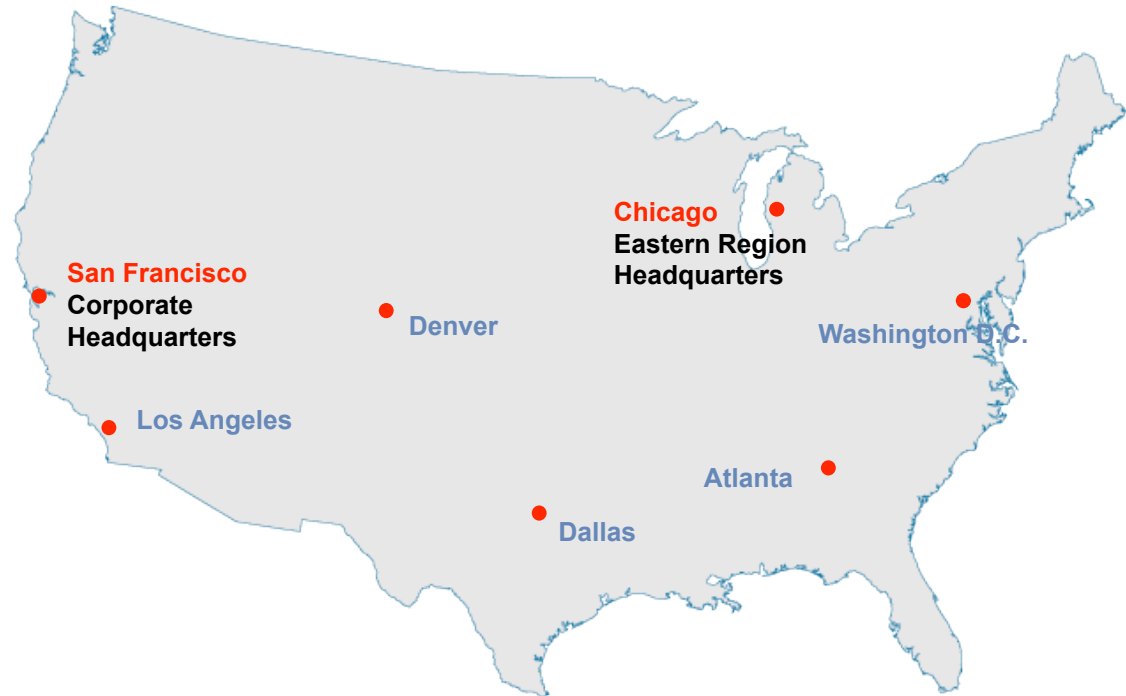 Chicago
Eastern Region
Headquarters
San Francisco
Corporate
Headquarters
Denver
Washington D.C.
Los Angeles
Atlanta
Dallas